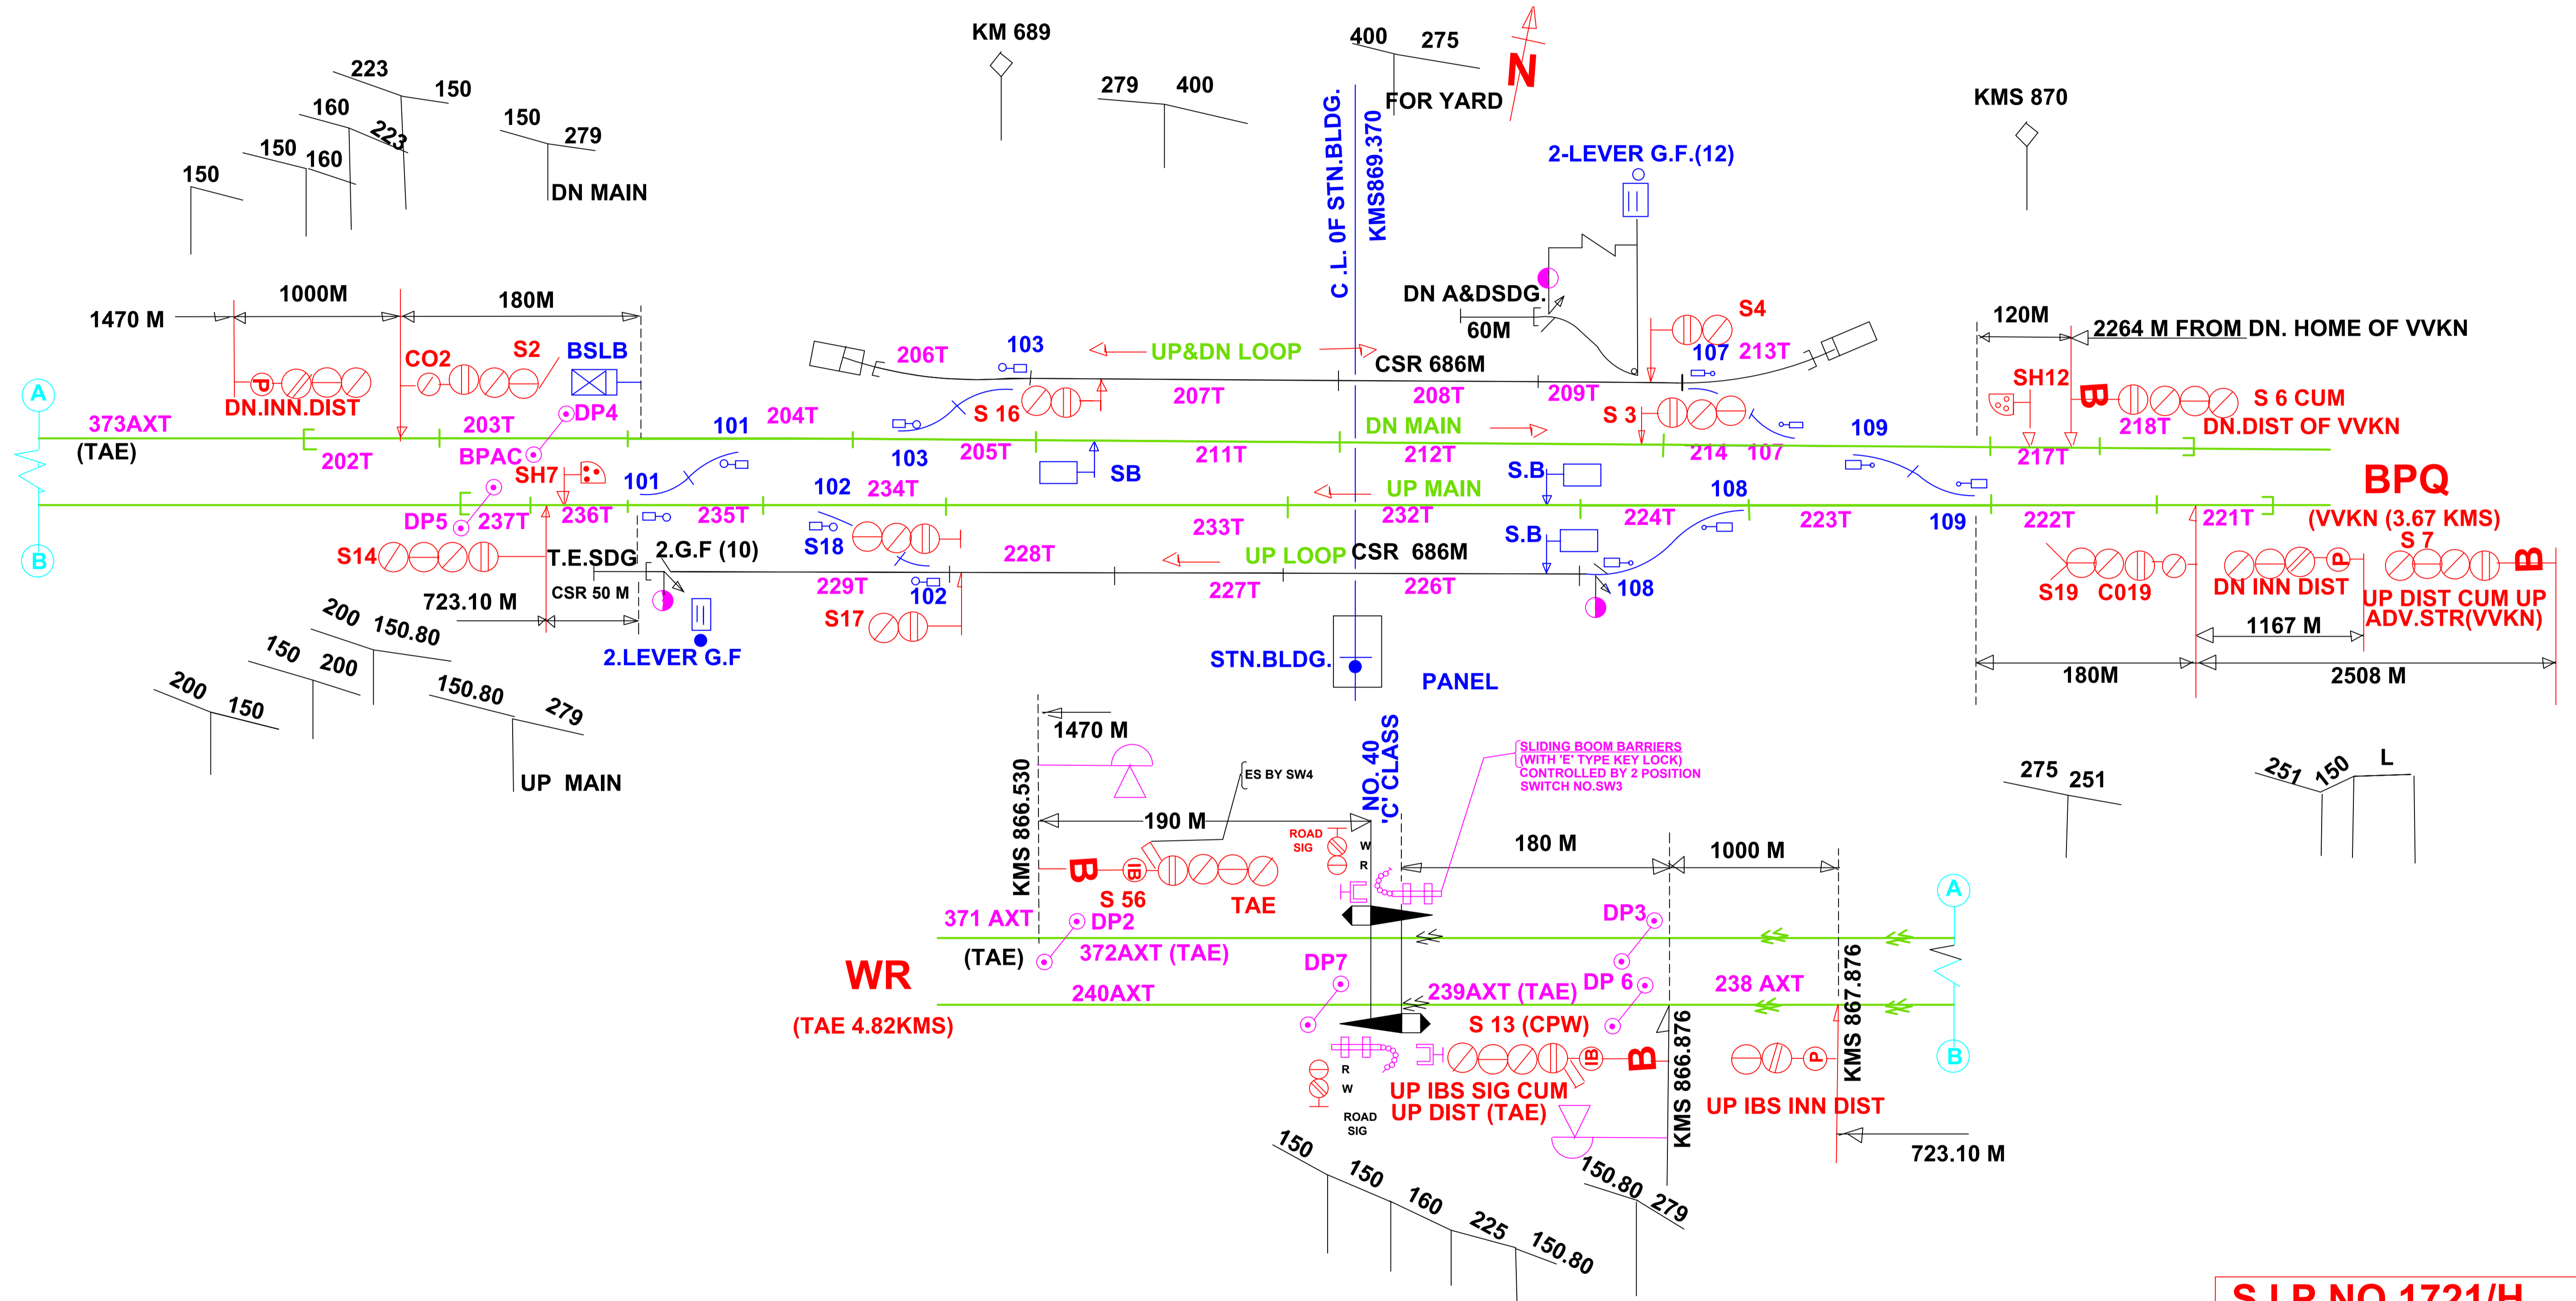 KM 689
400 275
N
FOR YARD
223
150
160
223
150
160
150
150
279
DN MAIN
279 400
C .L. 0F STN.BLDG.
KMS869.370
2-LEVER G.F.(12)
KMS 870
1470 M
1000M
180M
DN A&DSDG.
60M
S4
120M
2264 M FROM DN. HOME OF VVKN
A
373AXT
(TAE)
P
DN.INN.DIST
CO2
S2
BSLB
206T
103
UP&DN LOOP
CSR 686M
107
213T
SH12
B
S 6 CUM
DN.DIST OF VVKN
203T
DP4
204T
101
S 16
207T
208T
209T
S 3
DN MAIN
109
218T
202T
BPAC
103
205T
211T
212T
214 107
217T
SH7
101
SB
S.B
BPQ
(VVKN (3.67 KMS)
DP5
237T
236T
235T
102
234T
UP MAIN
108
233T
232T
224T
223T
109
222T
221T
S18
S.B
S 7
B
S14
T.E.SDG
2.G.F (10)
228T
UP LOOP
CSR 686M
P
B
CSR 50 M
229T
102
227T
226T
108
S19
C019
DN INN DIST
UP DIST CUM UP
ADV.STR(VVKN)
723.10 M
S17
1167 M
2.LEVER G.F
STN.BLDG.
PANEL
180M
2508 M
200
150.80
150
200
200
150
150.80
279
UP MAIN
1470 M
KMS 866.530
NO. 40
'C' CLASS
SLIDING BOOM BARRIERS
(WITH 'E' TYPE KEY LOCK)
CONTROLLED BY 2 POSITION
SWITCH NO.SW3
ES BY SW4
275
251
251
150
L
190 M
ROAD
SIG
W
R
180 M
1000 M
B
IB
S 56
TAE
A
371 AXT
(TAE)
DP2
372AXT (TAE)
DP3
WR
(TAE 4.82KMS)
240AXT
DP7
239AXT (TAE)
DP 6
238 AXT
KMS 867.876
S 13 (CPW)
KMS 866.876
R
W
ROAD
SIG
IB
B
UP IBS SIG CUM
UP DIST (TAE)
P
UP IBS INN DIST
B
723.10 M
150
150
160
225
150.80
150.80
279
S.I.P NO.1721/H